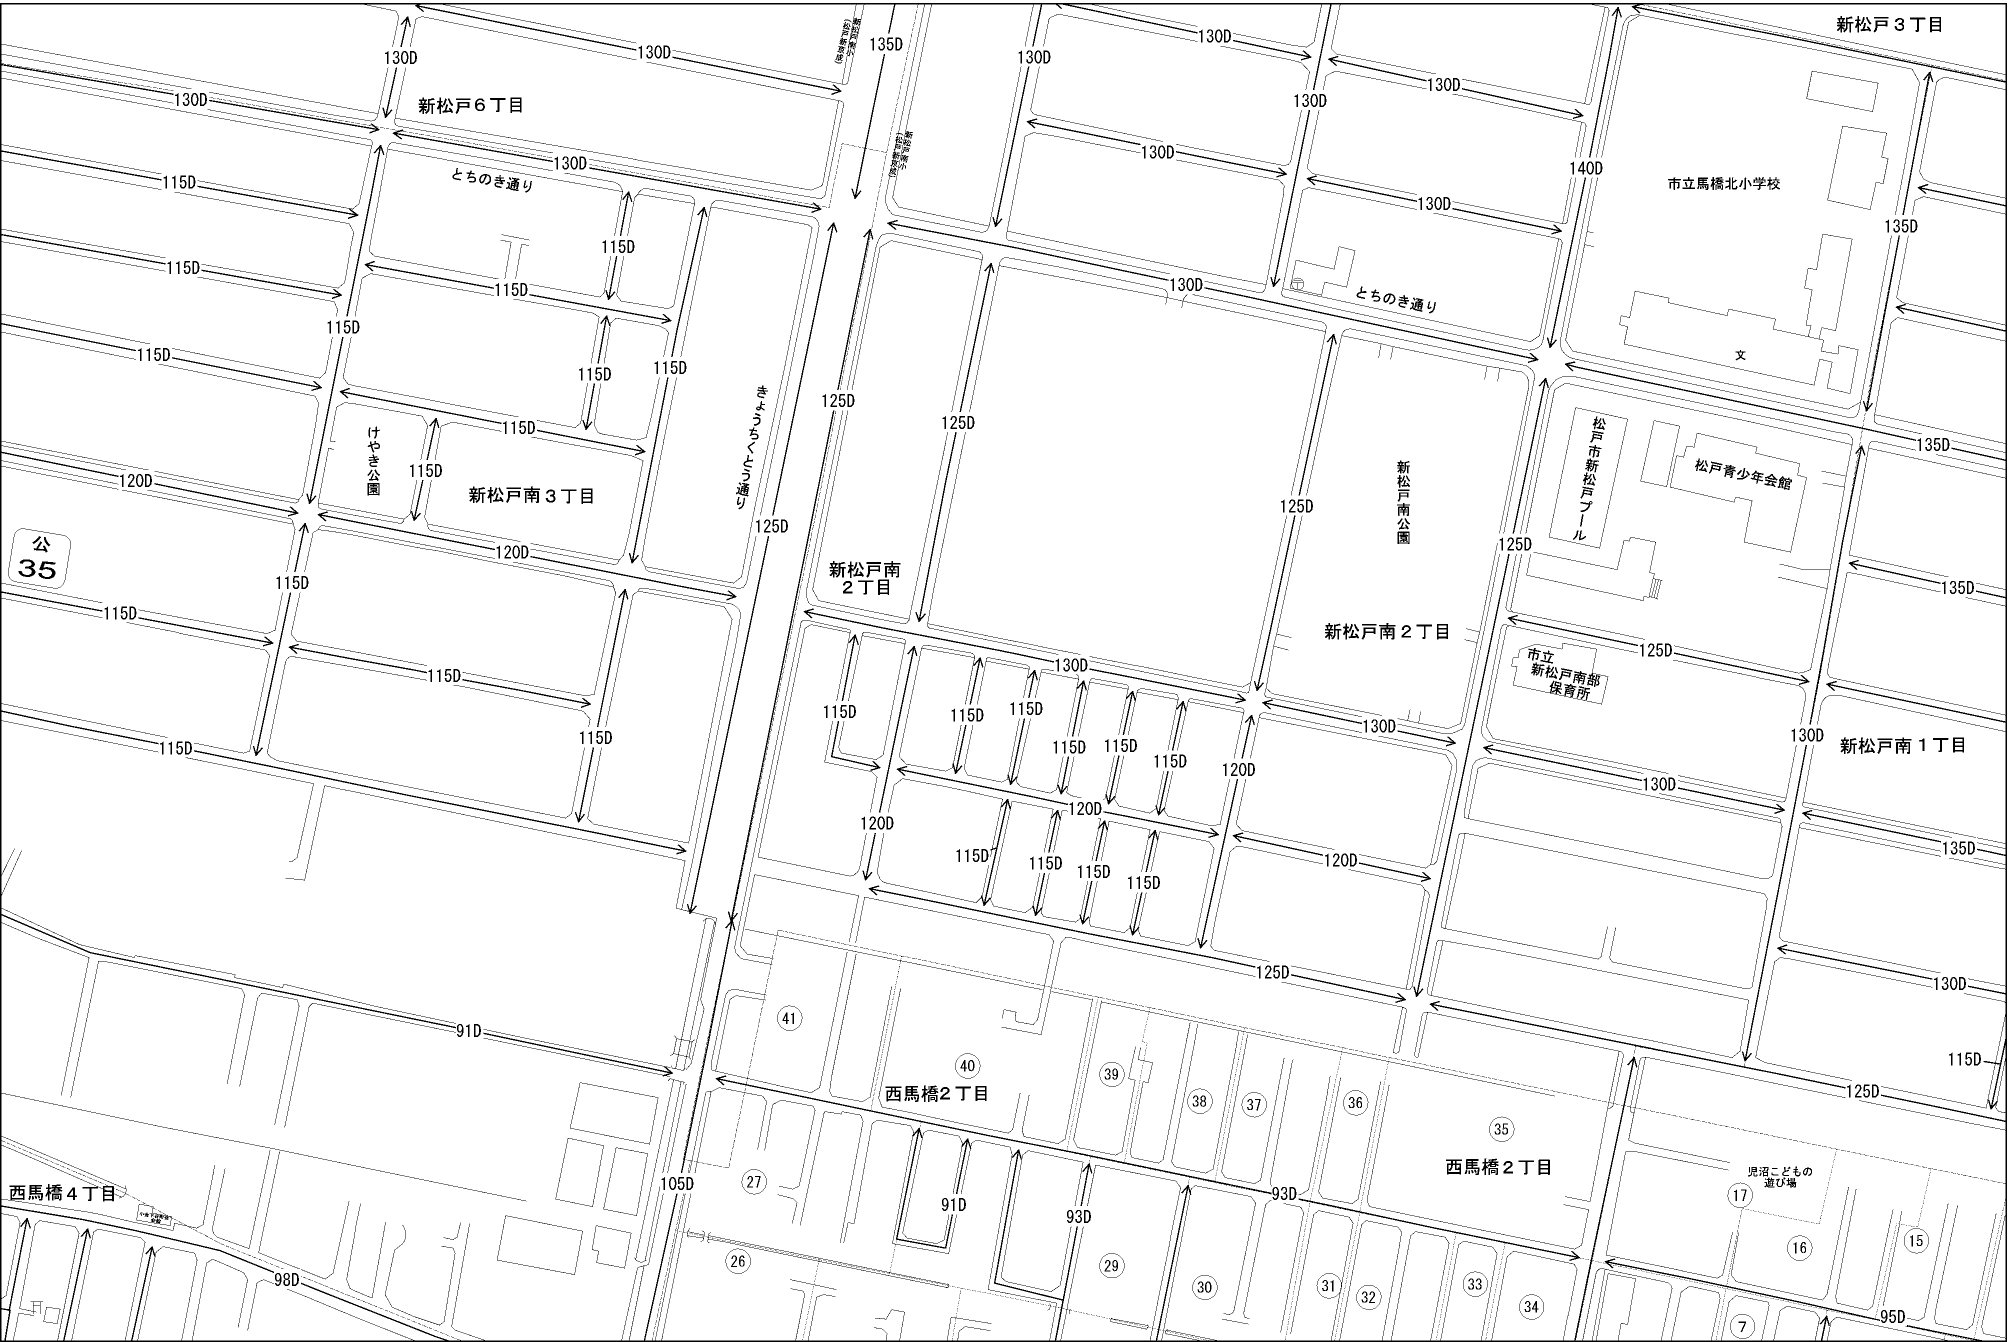 新松戸３丁目
135D
130D
130D
130D
130D
130D
130D
130D
130D
新松戸６丁目
新松戸南小
(松戸新京成)
130D
130D
140D
市立馬橋北小学校
とちのき通り
115D
130D
135D
115D
115D
115D
130D
とちのき通り
115D
115D
115D
115D
115D
文
きょうちくとう通り
125D
125D
115D
けやき公園
115D
新松戸南３丁目
120D
新松戸南公園
松戸市新松戸プール
松戸青少年会館
135D
125D
125D
125D
120D
公
35
115D
115D
新松戸南
２丁目
135D
新松戸南２丁目
125D
市立
新松戸南部
保育所
115D
130D
115D
115D
115D
130D
130D
新松戸南１丁目
115D
115D
115D
115D
115D
120D
130D
120D
120D
115D
115D
115D
115D
120D
135D
125D
130D
91D
41
40
西馬橋２丁目
39
38
37
36
35
115D
125D
西馬橋２丁目
児沼こどもの
遊び場
西馬橋４丁目
105D
27
91D
93D
93D
17
16
15
98D
26
29
30
31
32
33
34
7
95D